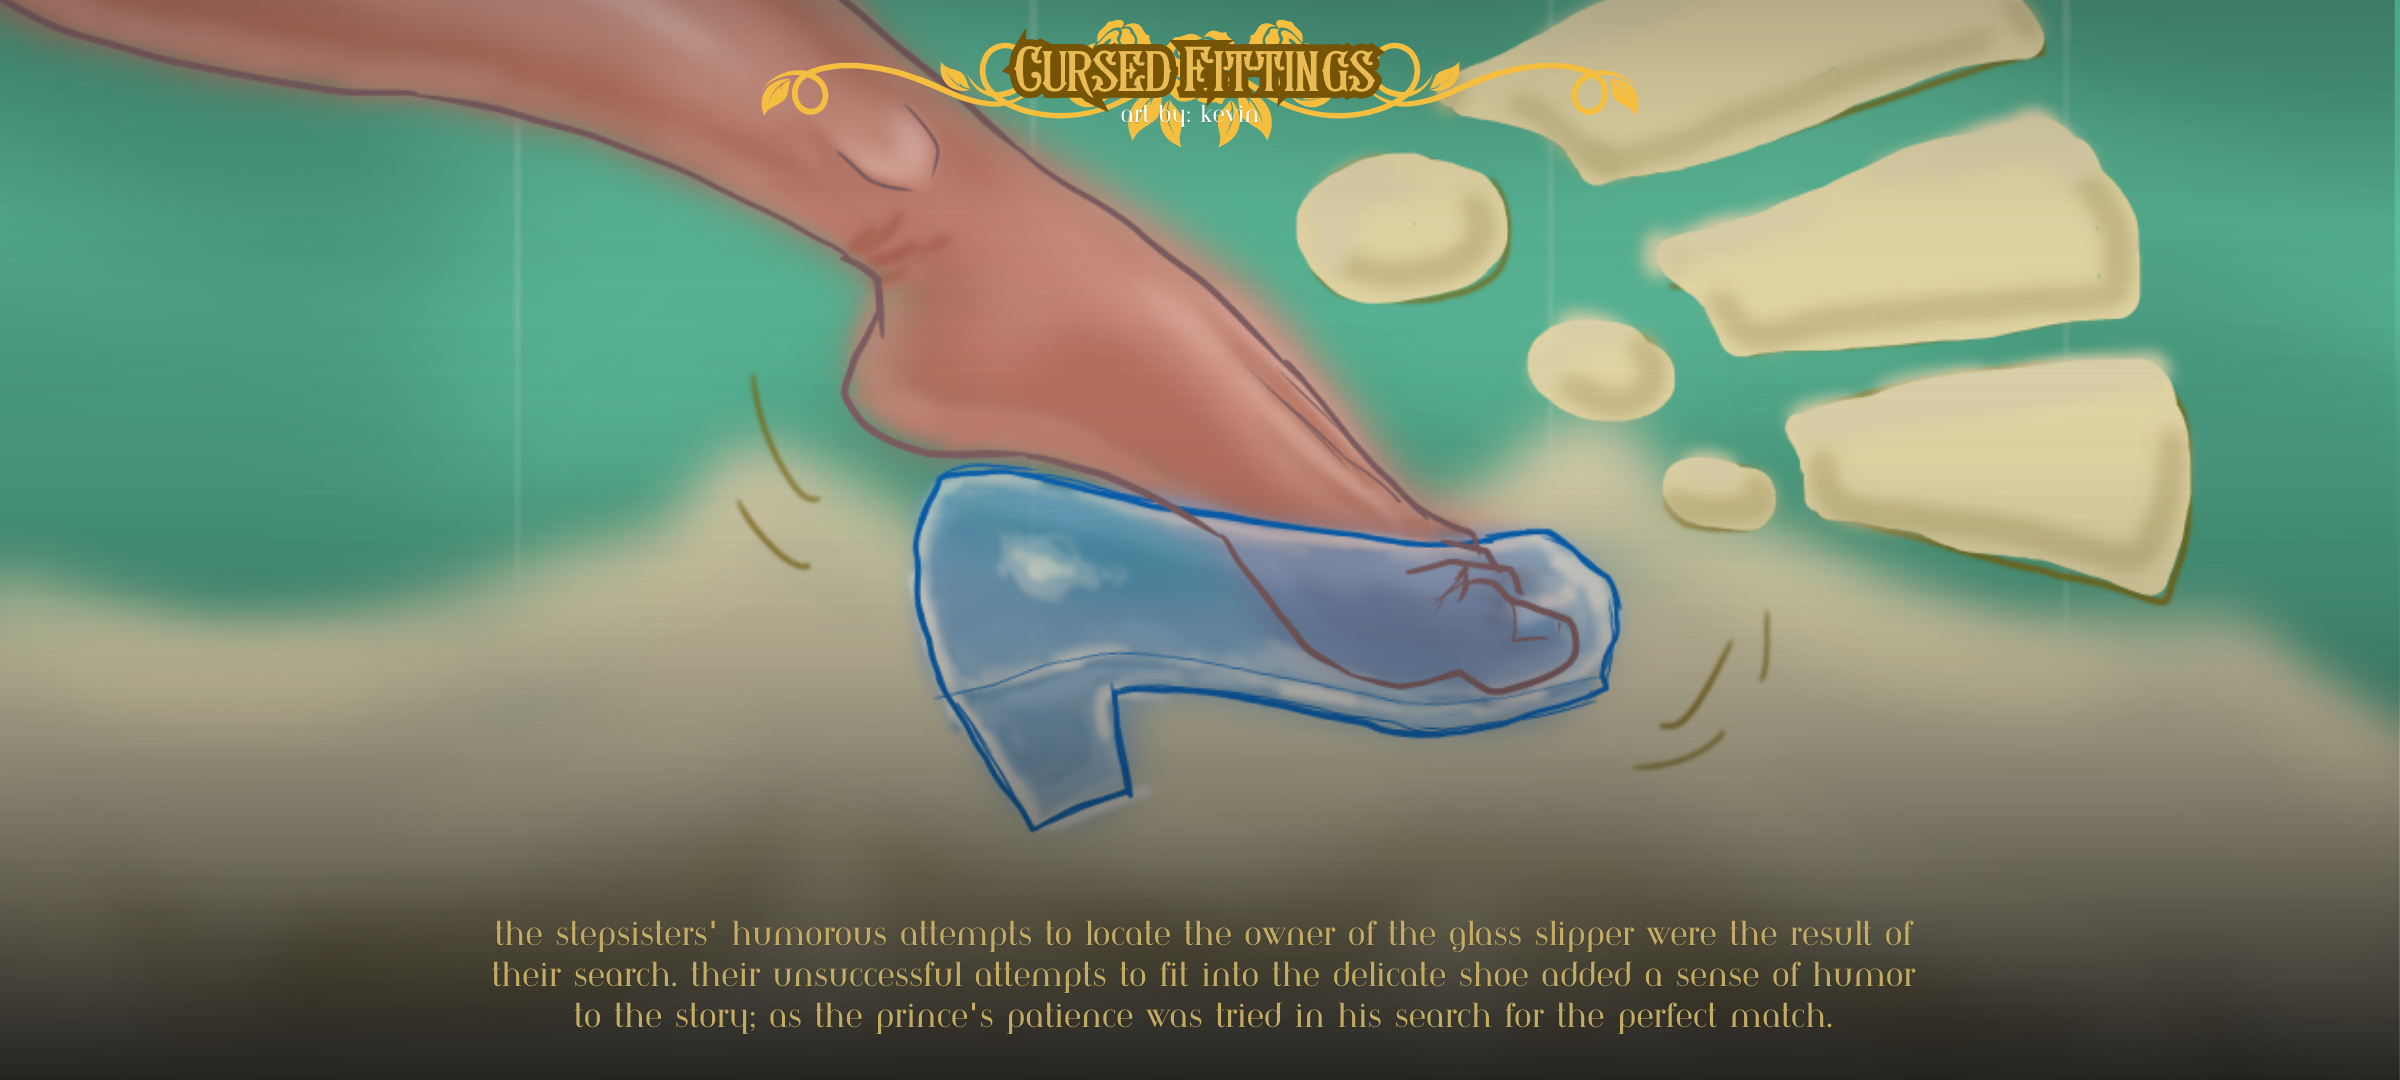 CURSED FITTINGS
art by: kevin
the stepsisters' humorous attempts to locate the owner of the glass slipper were the result of
their search. their unsuccessful attempts to fit into the delicate shoe added a sense of humor
to the story; as the prince's patience was tried in his search for the perfect match.